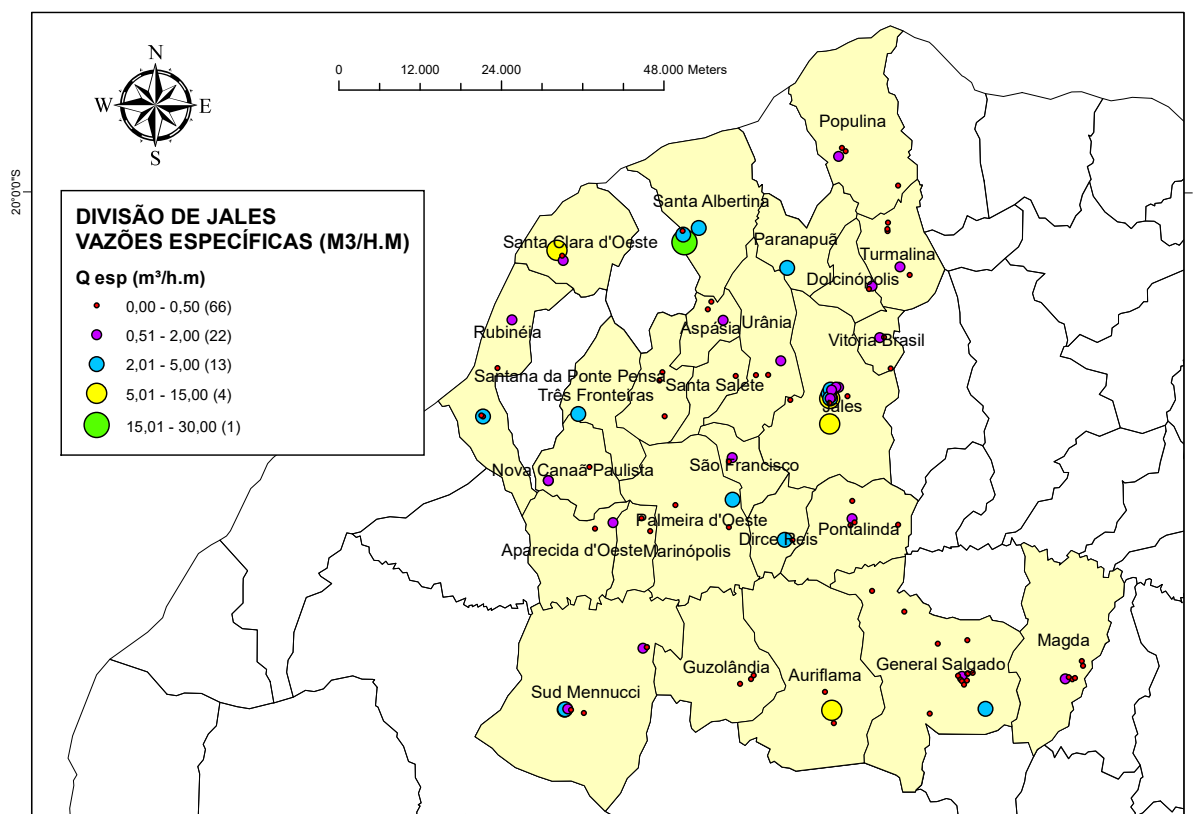 N
W E
S
0 12.000 24.000 48.000 Meters
20°0'0"S
DIVISÃO DE JALES
VAZÕES ESPECÍFICAS (M3/H.M)
Q esp (m³/h.m)
0,00 - 0,50 (66)
0,51 - 2,00 (22)
2,01 - 5,00 (13)
5,01 - 15,00 (4)
15,01 - 30,00 (1)
Populina
Santa Albertina
Santa Clara d'Oeste
Paranapuã
Turmalina
Dolcinópolis
Rubinéia
Aspásia
Urânia
Vitória Brasil
Santana da Ponte Pensa
Santa Salete
Três Fronteiras
Jales
Nova Canaã Paulista
São Francisco
Palmeira d'Oeste
Pontalinda
Dirce Reis
Aparecida d'Oeste
Marinópolis
Magda
Guzolândia
General Salgado
Auriflama
Sud Mennucci